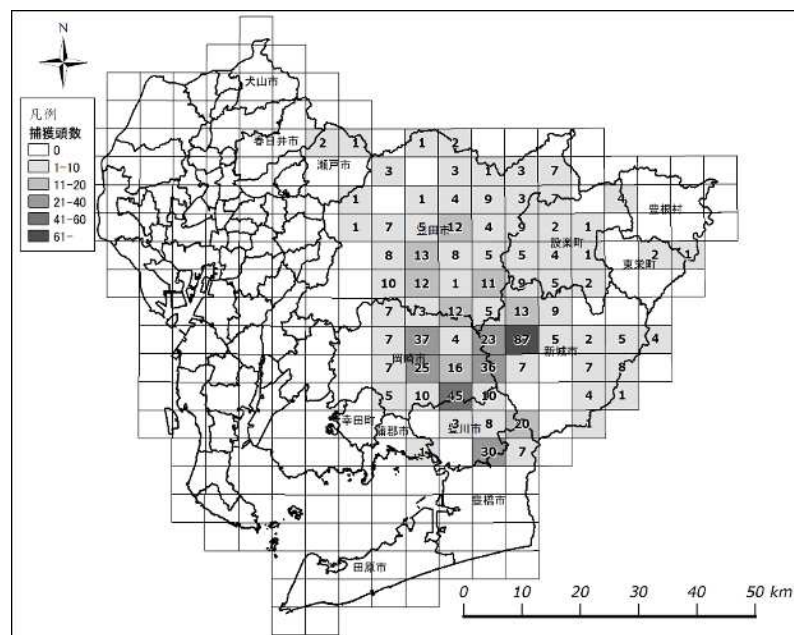 N
凡例
捕獲頭数
0
1-10
11-20
21-40
41-60
61-
犬山市
春日井市
2 1 1 2
瀬戸市
3 3 1 3 7
1 1 4 9 3 4
豊根村
1 7 5 12 4 9 2 1
豊田市
設楽町
8 13 8 5 5 4 1 2 1
東栄町
10 12 1 11 9 5 2
7 3 12 5 13 9
7 37 4 23 87 5 2 5 4
岡崎市
新城市
7 25 16 36 7 7 8
5 10 45 10 4 1
幸田町
蒲郡市
3 8 20
豊川市
1 30 7
豊橋市
田原市
0 10 20 30 40 50 km